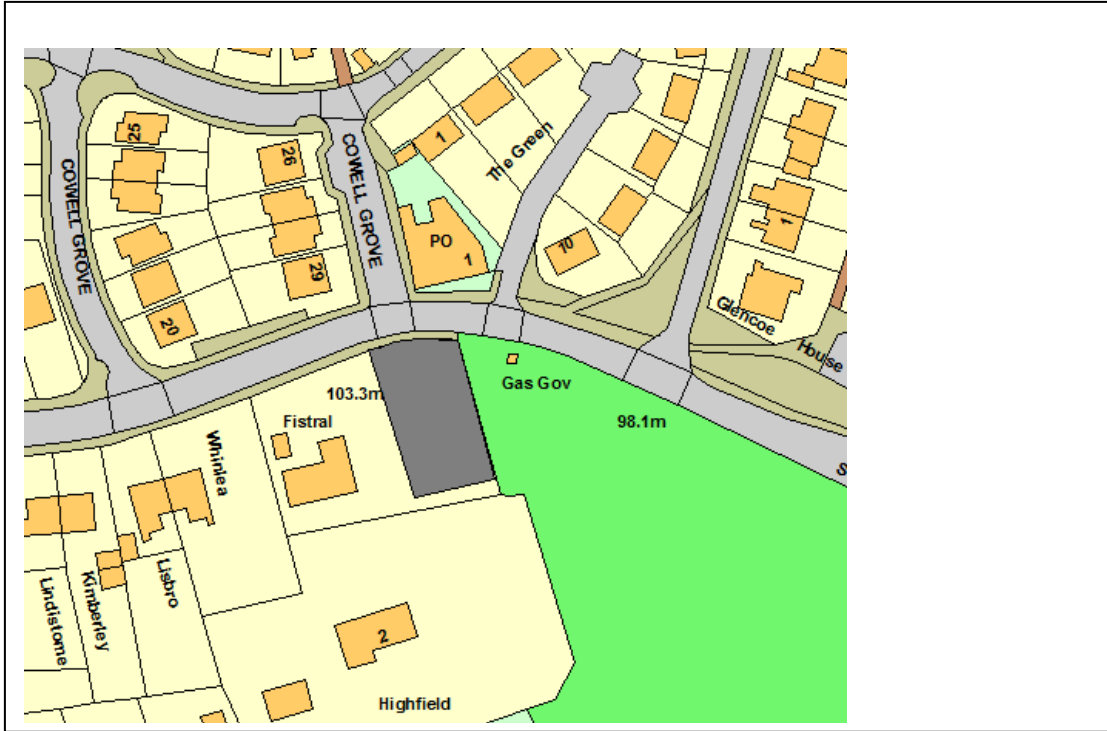 25
26
COWELL GROVE
COWELL GROVE
1
The Green
PO
1
10
1
29
20
Glencoe
House
103.3m
Gas Gov
98.1m
S
Fistral
Whinlea
Lisbro
Kimberley
Lindistome
2
Highfield